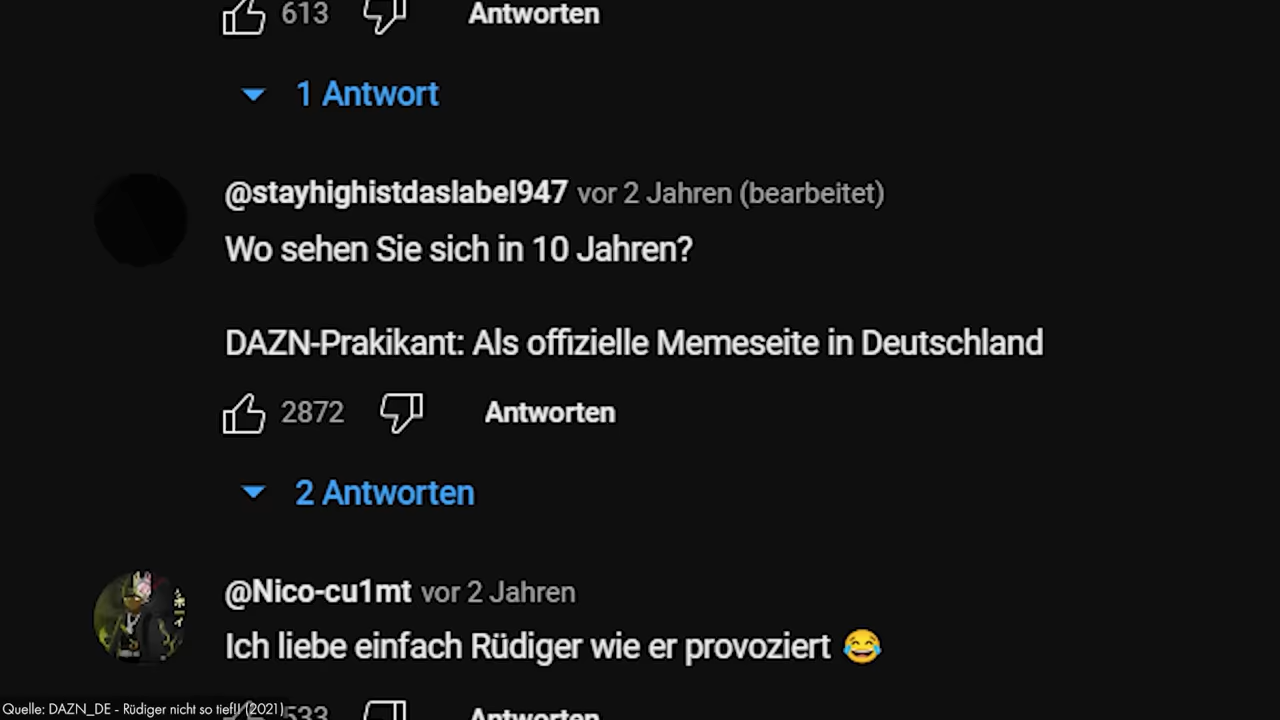 613 Antworten
1 Antwort
@stayhighistdaslabel947 vor 2 Jahren (bearbeitet)
Wo sehen Sie sich in 10 Jahren?
DAZN-Prakikant: Als offizielle Memeseite in Deutschland
2872 Antworten
2 Antworten
@Nico-cu1mt vor 2 Jahren
Ich liebe einfach Rüdiger wie er provoziert 😂
533 Antworten
Quelle: DAZN_DE - Rüdiger nicht so tief!! (2021)